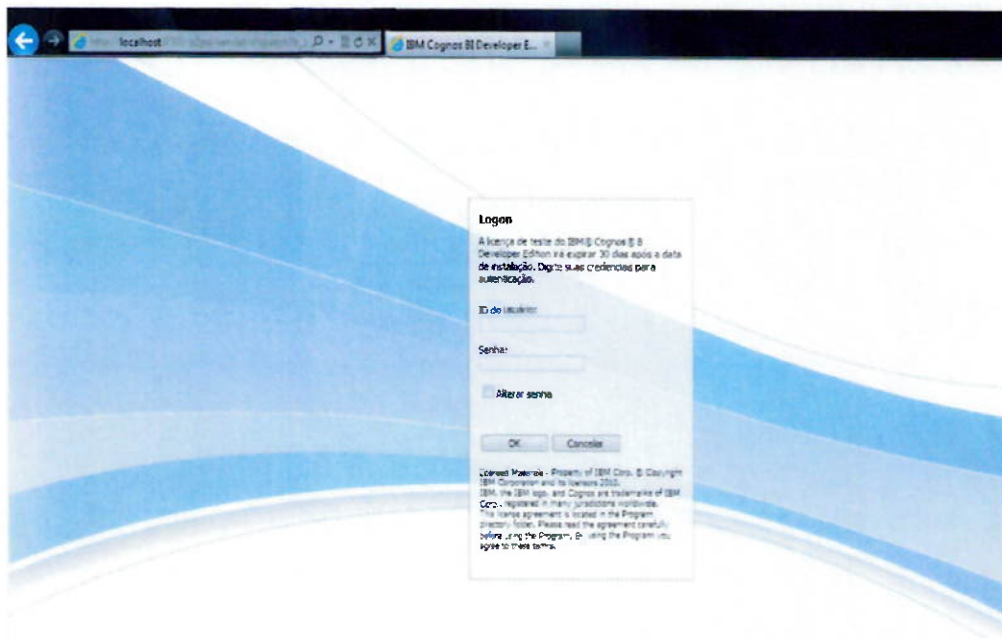 localhost
IBM Cognos BI Developer E...
Logon
A licença de teste do IBM® Cognos ® B
Developer Edition irá expirar 30 dias após a data
de instalação. Digite suas credenciais para
autenticação.
ID do usuário:
Senha:
Alterar senha
OK
Cancelar
Licensed Materials - Property of IBM Corp. © Copyright
IBM Corporation and its licensors 2010.
IBM, the IBM logo, and Cognos are trademarks of IBM
Corp., registered in many jurisdictions worldwide.
The license agreement is located in the Program
directory folder. Please read the agreement carefully
before using the Program. By using the Program you
agree to these terms.